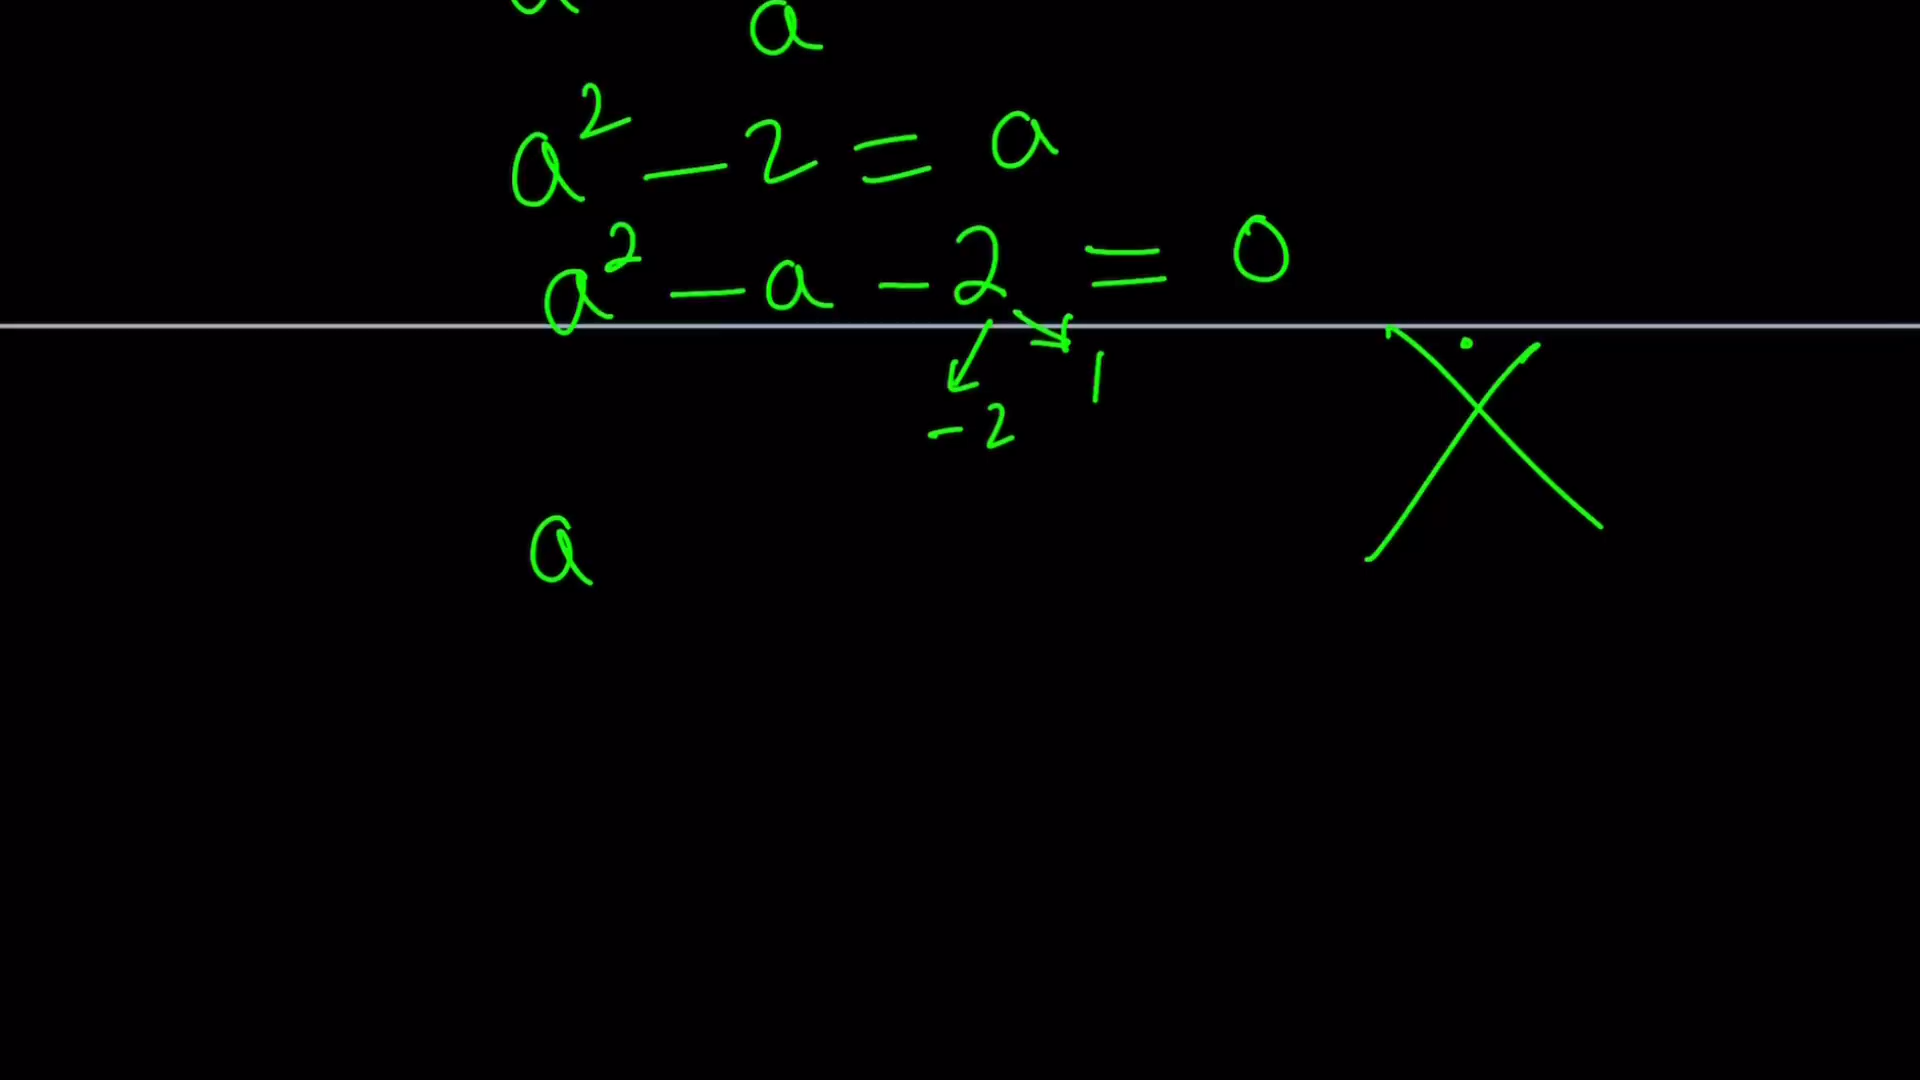 a
a² - 2 = a
a² - a - 2 = 0
-2 1
a